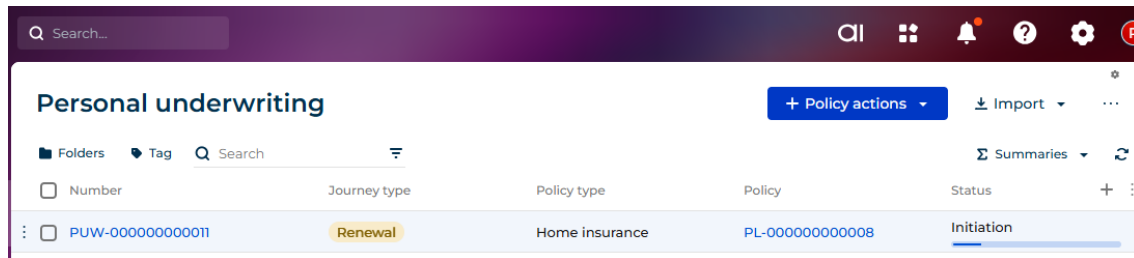 Search...
aı
Personal underwriting
+ Policy actions
Import
...
Folders Tag Search
Σ Summaries
Number Journey type Policy type Policy Status +
PUW-000000000011 Renewal Home insurance PL-000000000008 Initiation